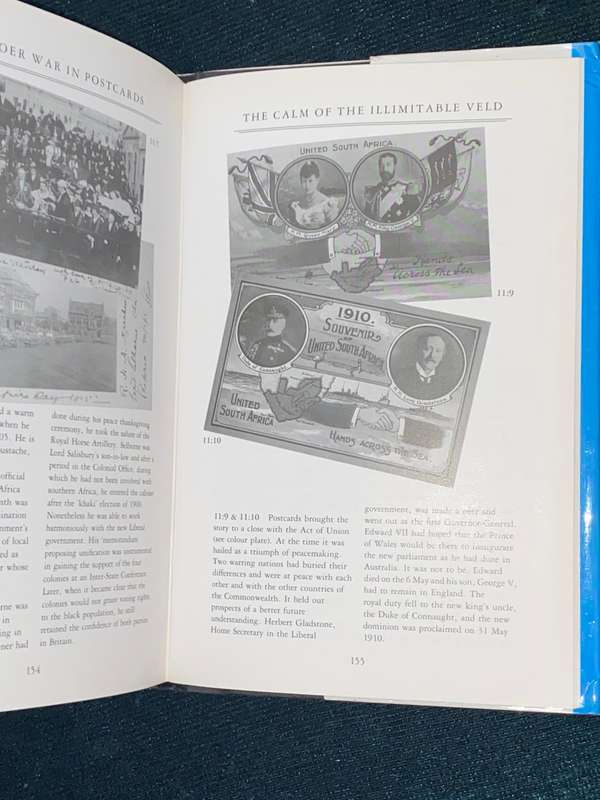 OER WAR IN POSTCARDS
11:7
a warm
when he
05. He is
oustache,
official
Africa
nth was
ination
nment's
of local
ed as
r whose
rne was
in
ng in
ner had
done during his peace thanksgiving
ceremony, he took the salute of the
Royal Horse Artillery. Selborne was
Lord Salisbury's son-in-law and after a
period in the Colonial Office, during
which he had not been involved with
southern Africa, he entered the cabinet
after the 'khaki' election of 1900.
Nonetheless he was able to work
harmoniously with the new Liberal
government. His 'memorandum
proposing unification was instrumental
in gaining the support of the four
colonies at an Inter-State Conference.
Later, when it became clear that the
colonies would not grant voting rights
to the black population, he still
retained the confidence of both parties
in Britain.
154
THE CALM OF THE ILLIMITABLE VELD
UNITED SOUTH AFRICA.
Hands
Across The Sea
11:9
1910.
SOUVENIR
OF
UNITED SOUTH AFRICA
UNITED
SOUTH AFRICA
HANDS ACROSS THE SEA.
11:10
11:9 & 11:10 Postcards brought the
story to a close with the Act of Union
(see colour plate). At the time it was
hailed as a triumph of peacemaking.
Two warring nations had buried their
differences and were at peace with each
other and with the other countries of
the Commonwealth. It held out
prospects of a better future
understanding. Herbert Gladstone,
Home Secretary in the Liberal
government, was made a peer and
went out as the first Governor-General.
Edward VII had hoped that the Prince
of Wales would be there to inaugurate
the new parliament as he had done in
Australia. It was not to be. Edward
died on the 6 May and his son, George V,
had to remain in England. The
royal duty fell to the new king's uncle,
the Duke of Connaught, and the new
dominion was proclaimed on 31 May
1910.
155